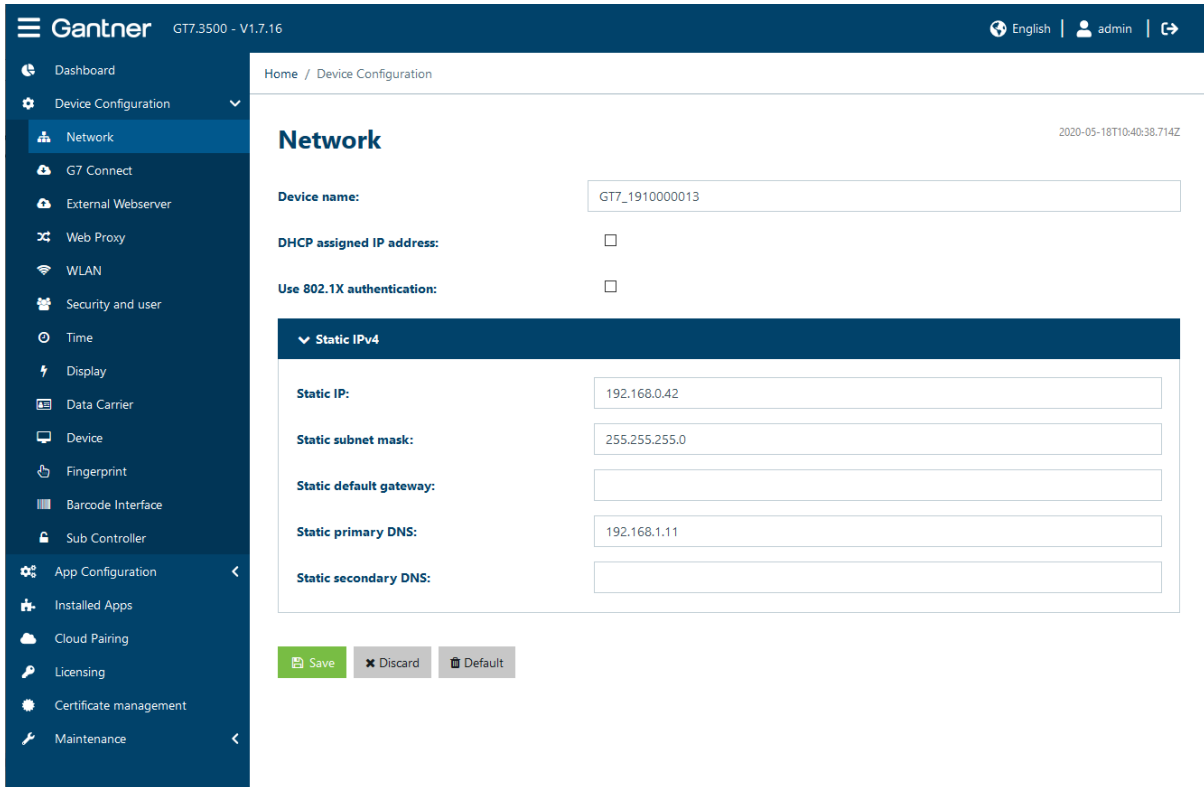 Gantner GT7.3500 - V1.7.16
English | admin |
Dashboard
Device Configuration
Network
G7 Connect
External Webserver
Web Proxy
WLAN
Security and user
Time
Display
Data Carrier
Device
Fingerprint
Barcode Interface
Sub Controller
App Configuration
Installed Apps
Cloud Pairing
Licensing
Certificate management
Maintenance
Home / Device Configuration
Network
2020-05-18T10:40:38.714Z
Device name: GT7_1910000013
DHCP assigned IP address:
Use 802.1X authentication:
Static IPv4
Static IP: 192.168.0.42
Static subnet mask: 255.255.255.0
Static default gateway:
Static primary DNS: 192.168.1.11
Static secondary DNS:
Save Discard Default